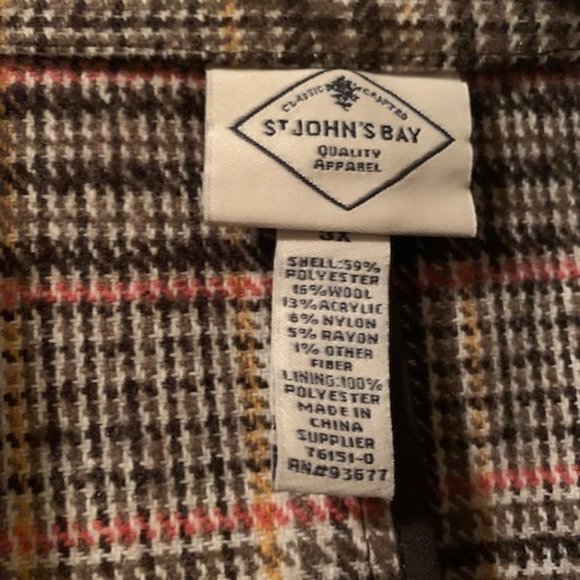 CLASSIC CRAFTED
ST JOHN'S BAY
QUALITY
APPAREL
3X
SHELL:59%
POLYESTER
16% WOOL
13% ACRYLIC
6% NYLON
5% RAYON
1% OTHER
FIBER
LINING:100%
POLYESTER
MADE IN
CHINA
SUPPLIER
76151-0
RN#93677